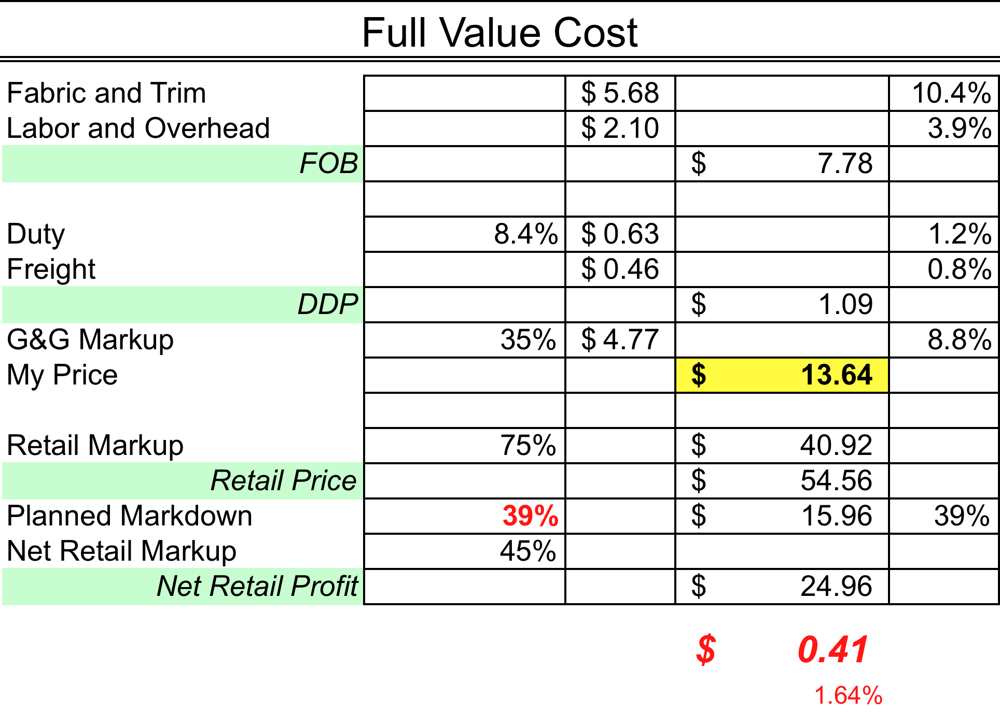 Full Value Cost
Fabric and Trim $ 5.68 10.4%
Labor and Overhead $ 2.10 3.9%
FOB $ 7.78
Duty 8.4% $ 0.63 1.2%
Freight $ 0.46 0.8%
DDP $ 1.09
G&G Markup 35% $ 4.77 8.8%
My Price $ 13.64
Retail Markup 75% $ 40.92
Retail Price $ 54.56
Planned Markdown 39% $ 15.96 39%
Net Retail Markup 45%
Net Retail Profit $ 24.96
$ 0.41
1.64%